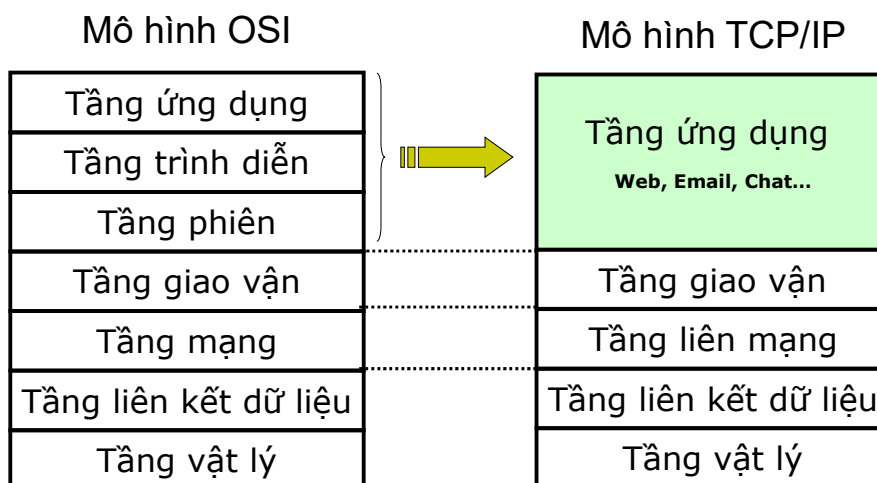 Mô hình OSI
Tầng ứng dụng
Tầng trình diễn
Tầng phiên
Tầng giao vận
Tầng mạng
Tầng liên kết dữ liệu
Tầng vật lý
Mô hình TCP/IP
Tầng ứng dụng
Web, Email, Chat...
Tầng giao vận
Tầng liên mạng
Tầng liên kết dữ liệu
Tầng vật lý